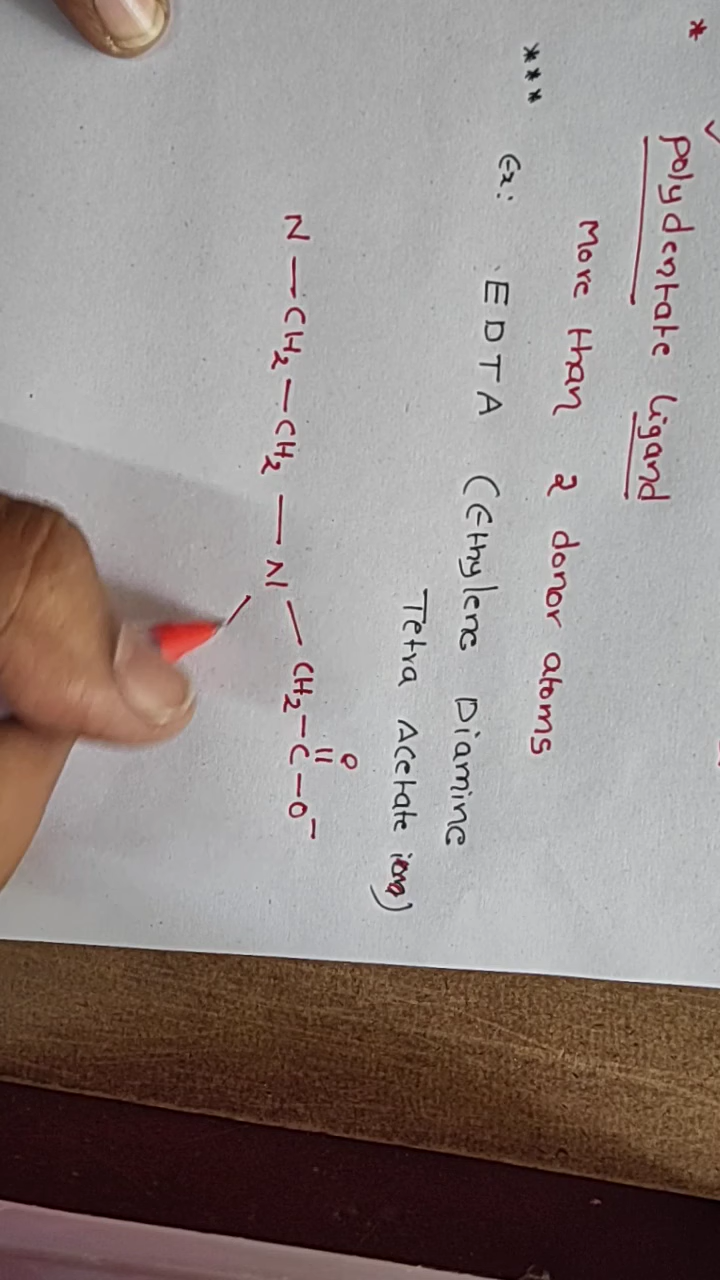 * polydentate ligand
More than 2 donor atoms
*** Ex: EDTA (Ethylene Diamine
Tetra Acetate ion)
O
||
N — CH2 — CH2 — N — CH2 — C — O-